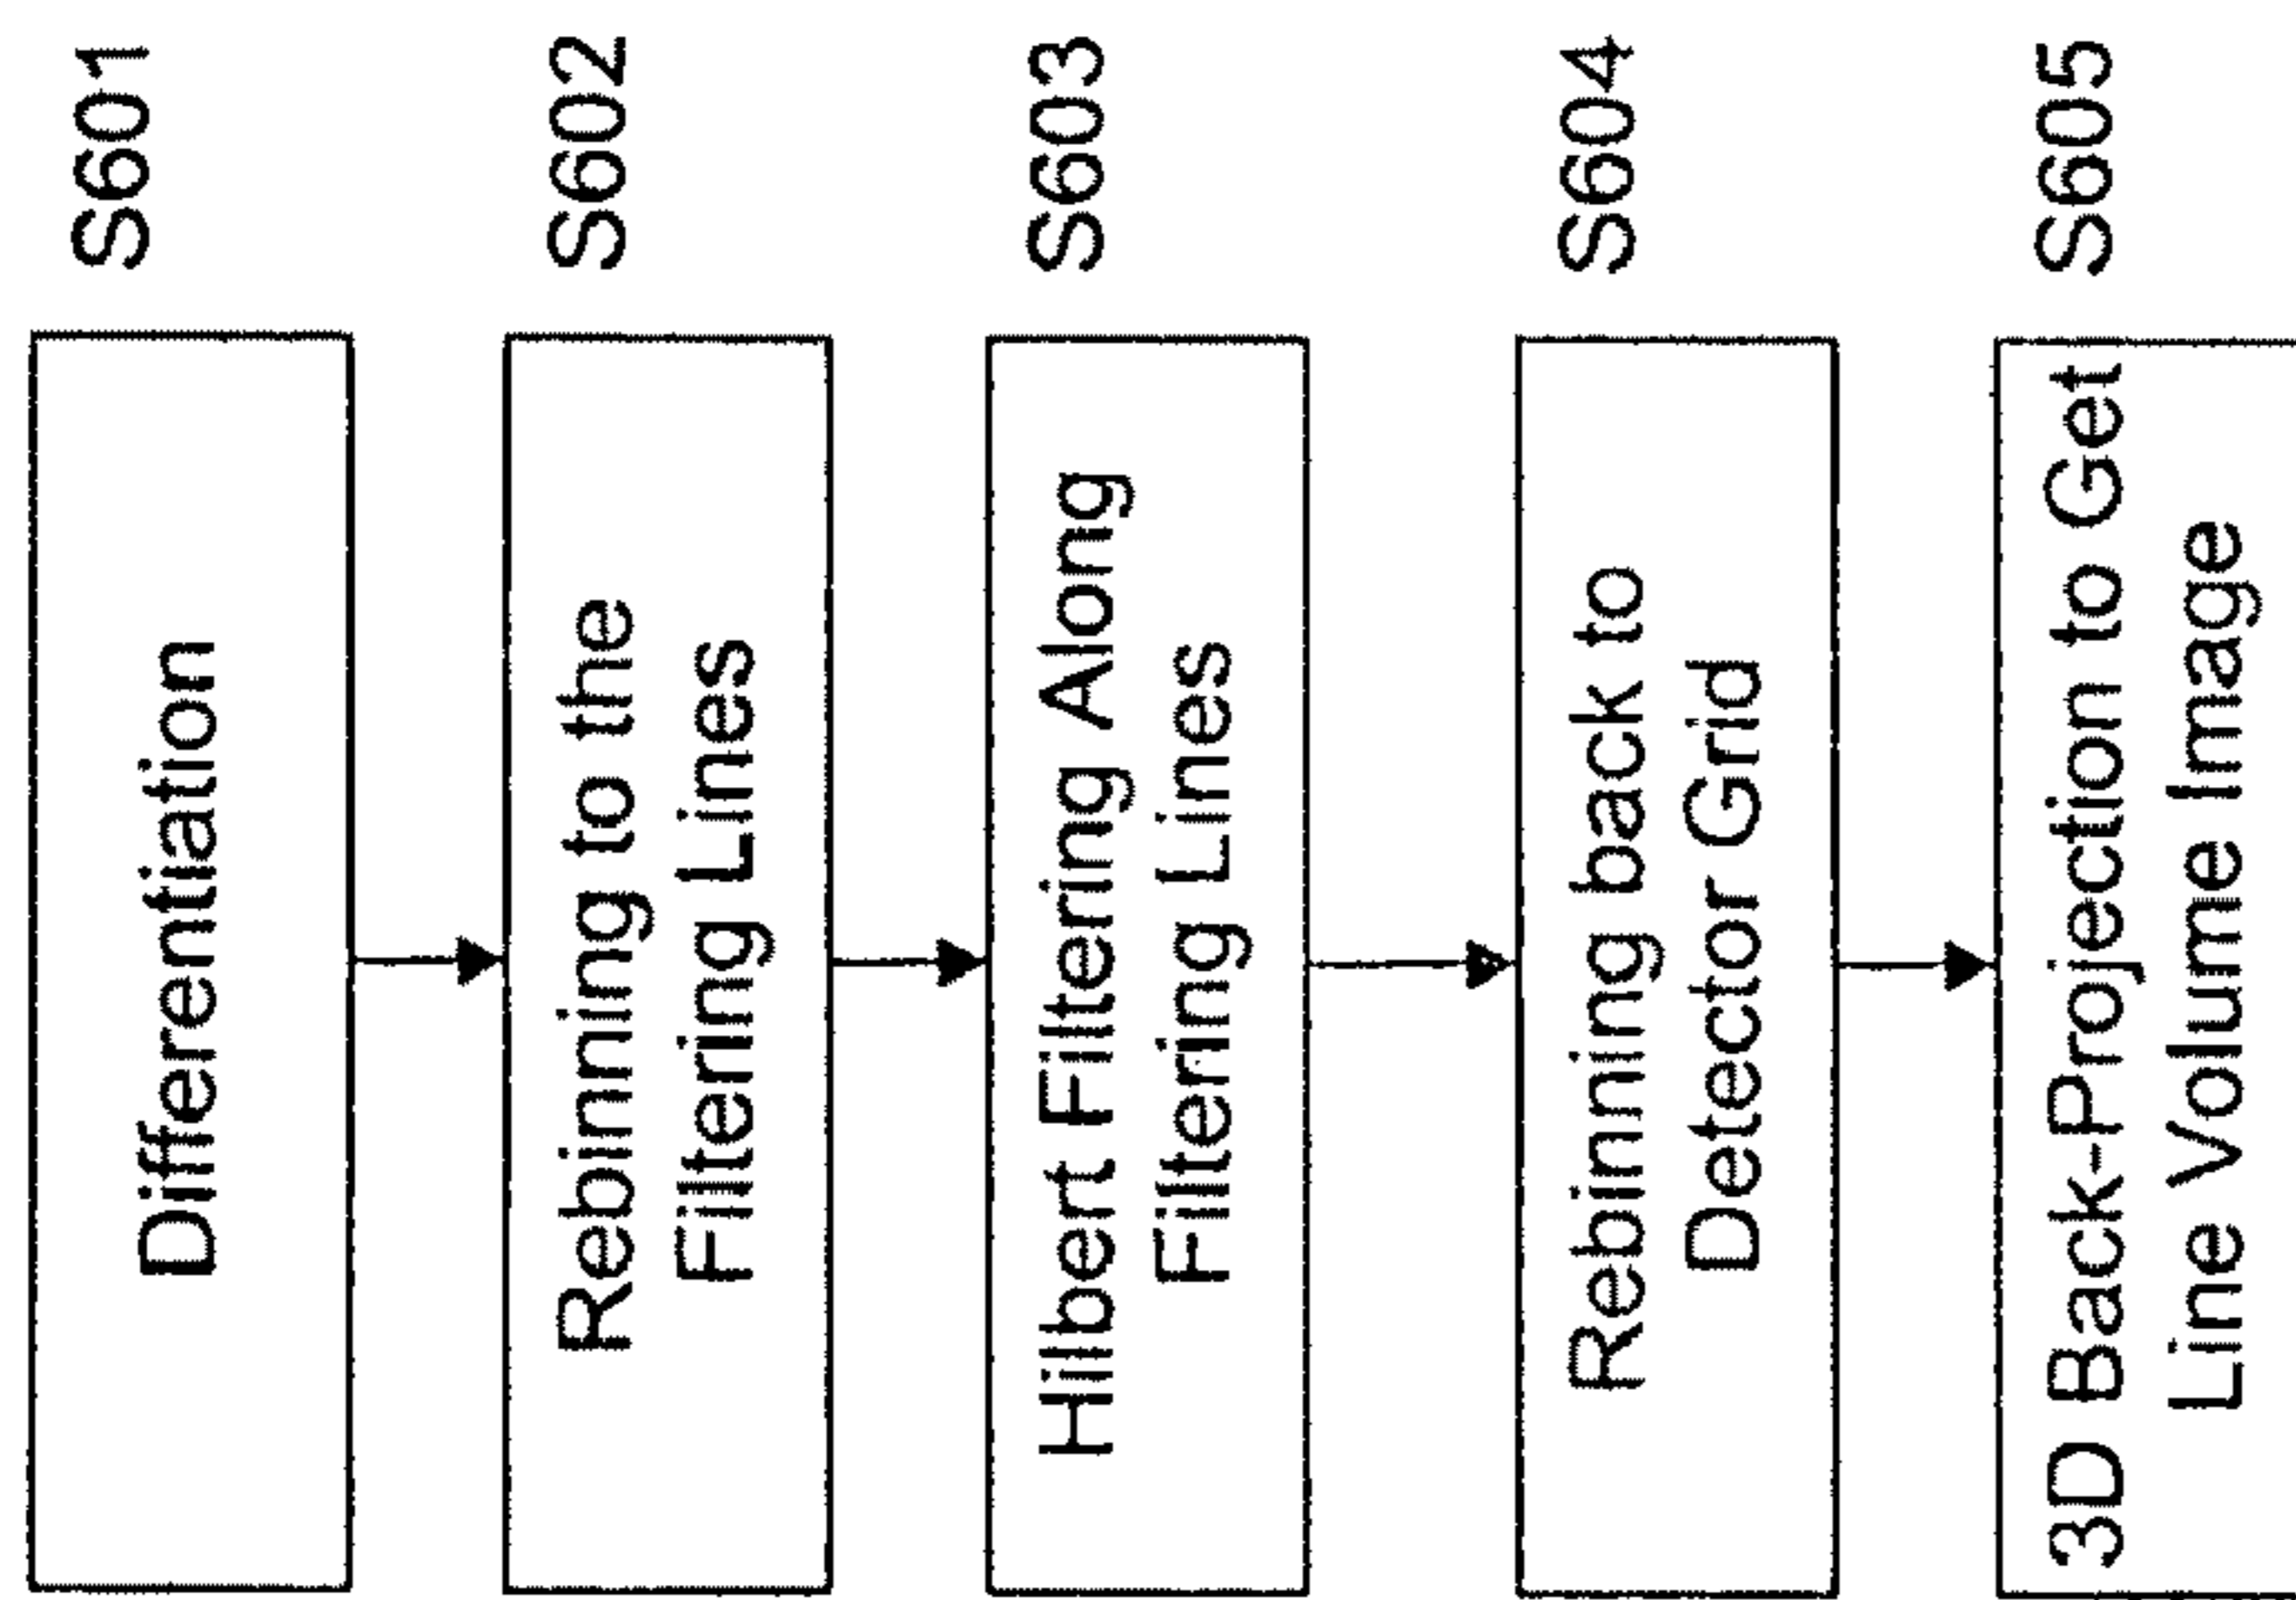 Differentiation
S601
Rebinning to the
Filtering Lines
S602
Hilbert Filtering Along
Filtering Lines
S603
Rebinning back to
Detector Grid
S604
3D Back-Projection to Get
Line Volume Image
S605